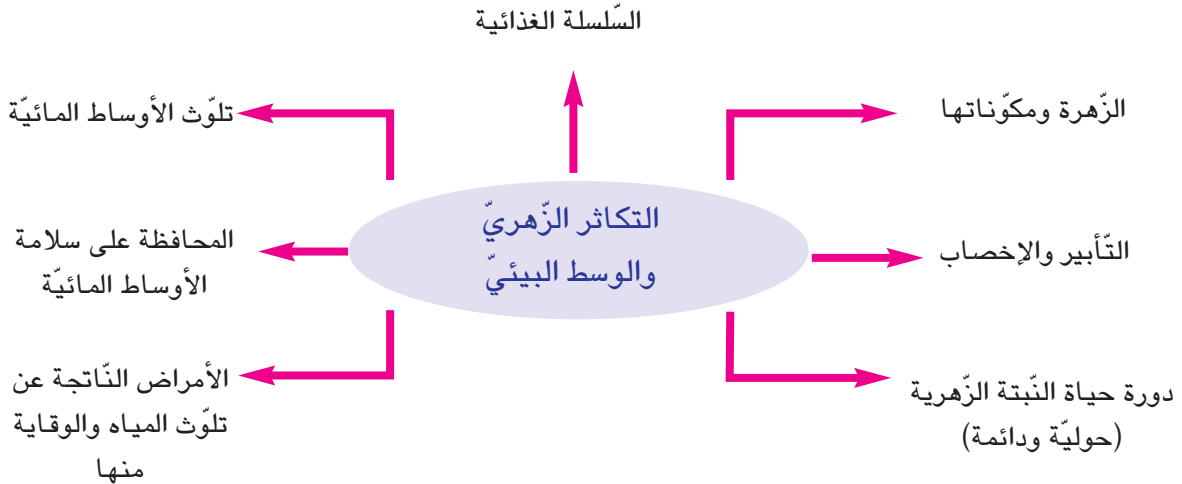 السّلسلة الغذائية
الزّهرة ومكوّناتها
تلوّث الأوساط المائيّة
التكاثر الزّهريّ
والوسط البيئيّ
التّأبير والإخصاب
المحافظة على سلامة
الأوساط المائيّة
دورة حياة النّبتة الزّهرية
(حوليّة ودائمة)
الأمراض النّاتجة عن
تلوّث المياه والوقاية
منها